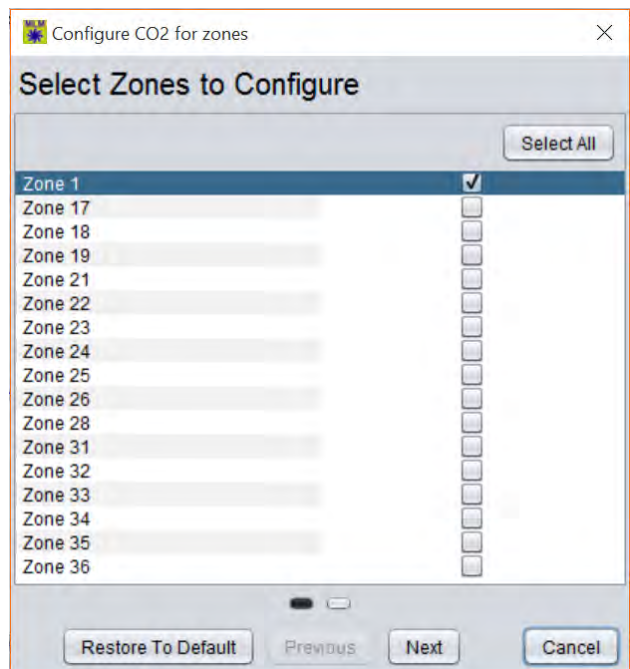 MLM
Configure CO2 for zones
Select Zones to Configure
Select All
Zone 1
Zone 17
Zone 18
Zone 19
Zone 21
Zone 22
Zone 23
Zone 24
Zone 25
Zone 26
Zone 28
Zone 31
Zone 32
Zone 33
Zone 34
Zone 35
Zone 36
Restore To Default Previous Next Cancel